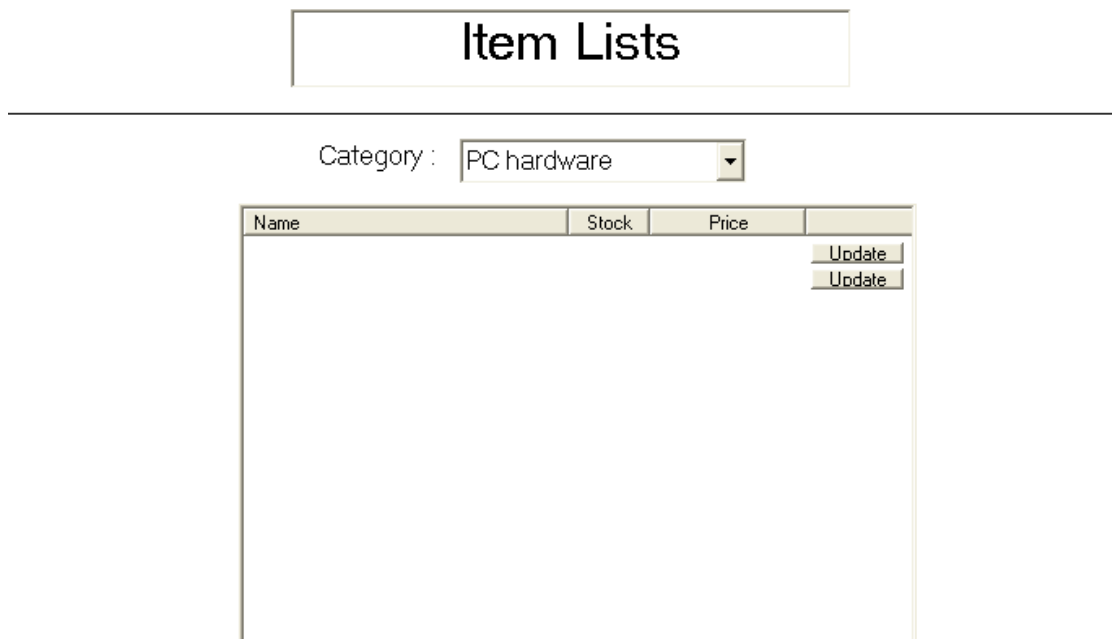 Item Lists
Category :
PC hardware
Name Stock Price
Update
Update